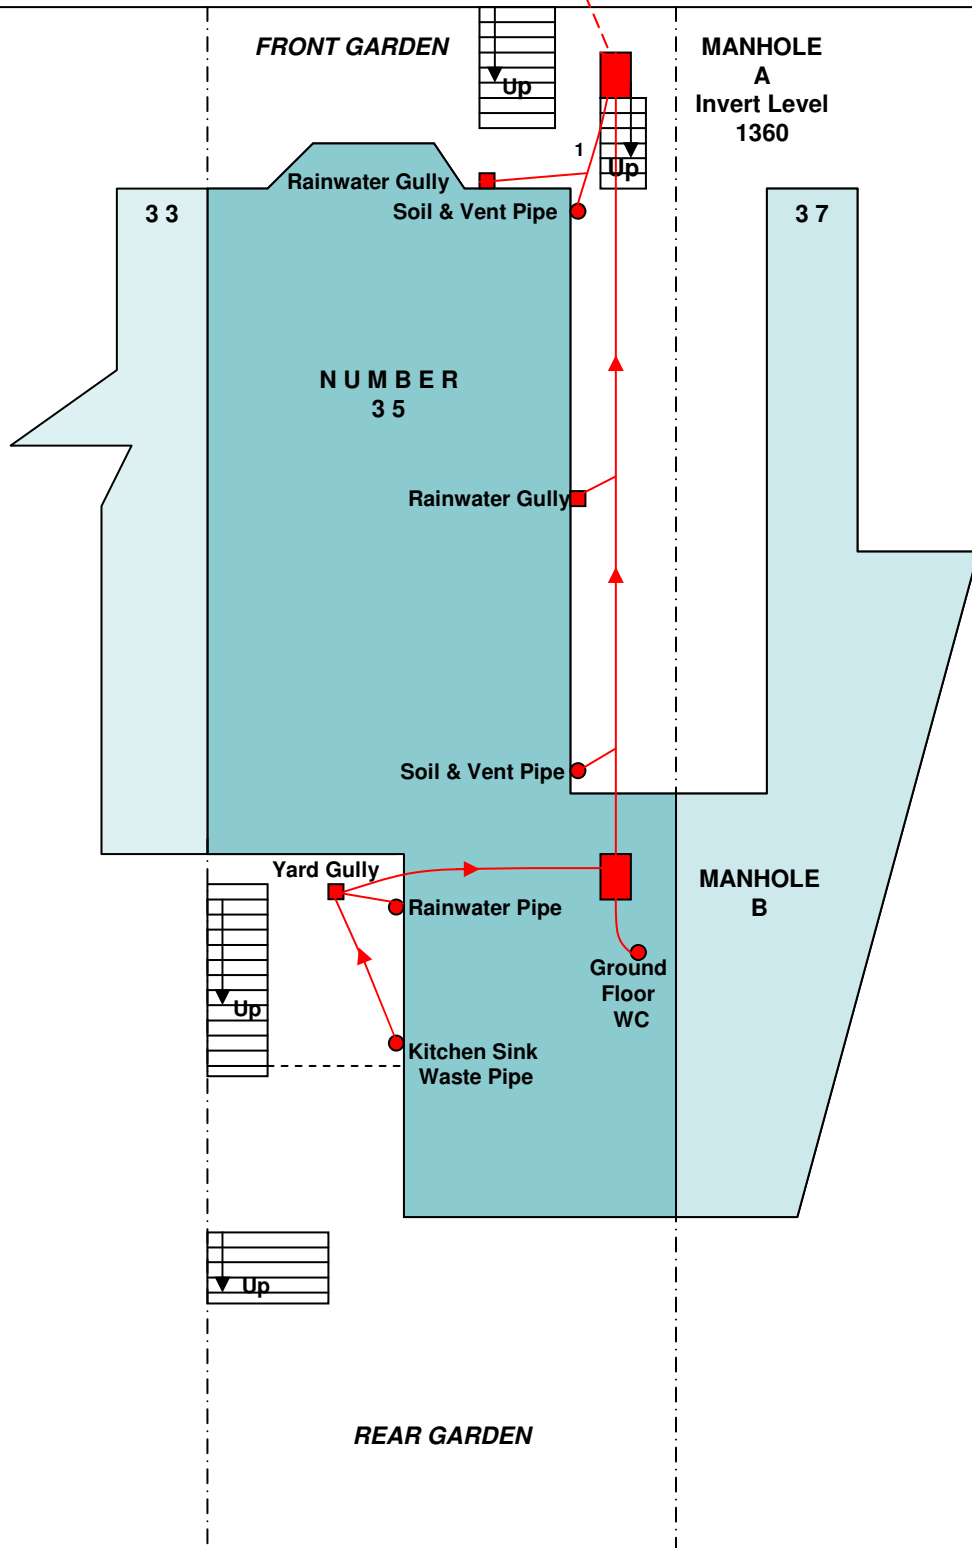 FRONT GARDEN
MANHOLE
A
Invert Level
1360
Up
1
Up
Rainwater Gully
Soil & Vent Pipe
3 3
3 7
N U M B E R
3 5
Rainwater Gully
Soil & Vent Pipe
Yard Gully
MANHOLE
B
Rainwater Pipe
Ground
Floor
WC
Up
Kitchen Sink
Waste Pipe
Up
REAR GARDEN